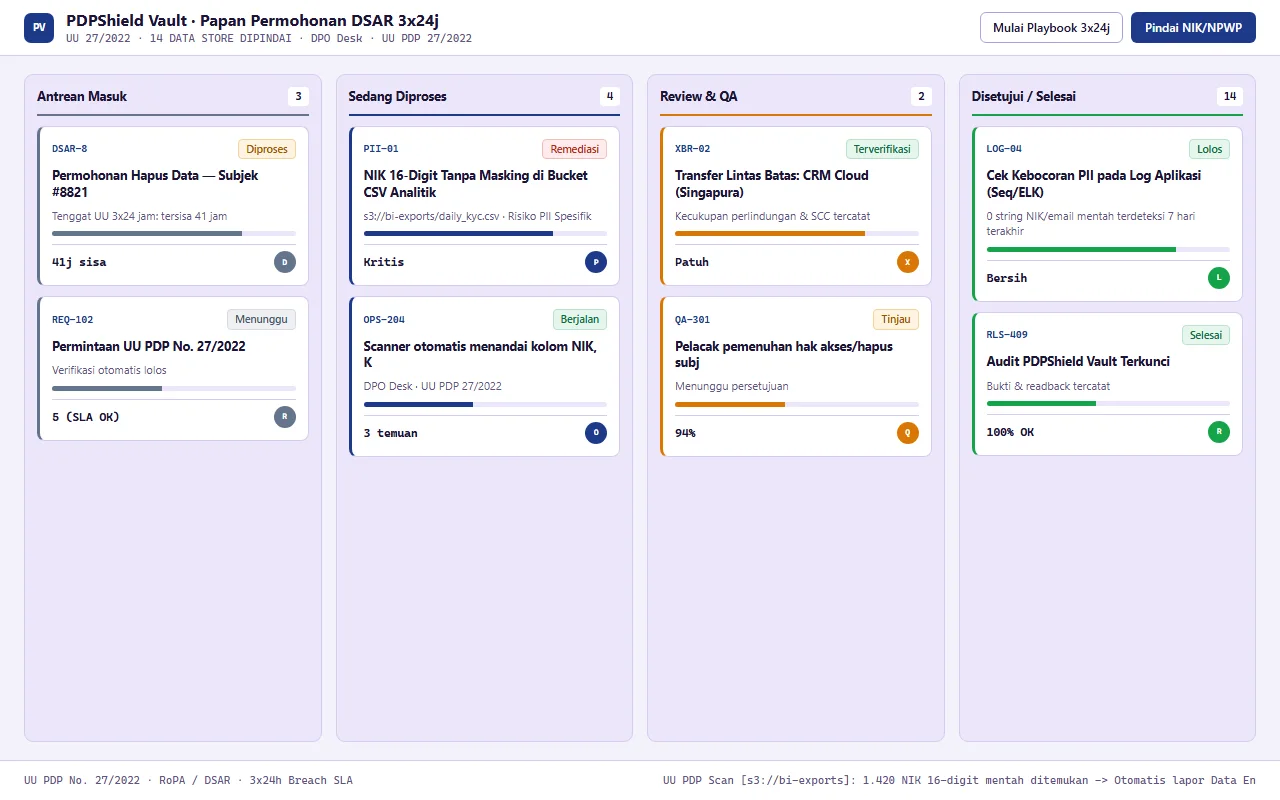 PV
PDPShield Vault · Papan Permohonan DSAR 3x24j
UU 27/2022 · 14 DATA STORE DIPINDAI · DPO Desk · UU PDP 27/2022
Mulai Playbook 3x24j
Pindai NIK/NPWP
Antrean Masuk
3
DSAR-8
Diproses
Permohonan Hapus Data — Subjek
#8821
Tenggat UU 3x24 jam: tersisa 41 jam
41j sisa
D
REQ-102
Menunggu
Permintaan UU PDP No. 27/2022
Verifikasi otomatis lolos
5 (SLA OK)
R
Sedang Diproses
4
PII-01
Remediasi
NIK 16-Digit Tanpa Masking di Bucket
CSV Analitik
s3://bi-exports/daily_kyc.csv · Risiko PII Spesifik
Kritis
P
OPS-204
Berjalan
Scanner otomatis menandai kolom NIK,
K
DPO Desk · UU PDP 27/2022
3 temuan
O
Review & QA
2
XBR-02
Terverifikasi
Transfer Lintas Batas: CRM Cloud
(Singapura)
Kecukupan perlindungan & SCC tercatat
Patuh
X
QA-301
Tinjau
Pelacak pemenuhan hak akses/hapus
subj
Menunggu persetujuan
94%
Q
Disetujui / Selesai
14
LOG-04
Lolos
Cek Kebocoran PII pada Log Aplikasi
(Seq/ELK)
0 string NIK/email mentah terdeteksi 7 hari
terakhir
Bersih
L
RLS-409
Selesai
Audit PDPShield Vault Terkunci
Bukti & readback tercatat
100% OK
R
UU PDP No. 27/2022 · RoPA / DSAR · 3x24h Breach SLA
UU PDP Scan [s3://bi-exports]: 1.420 NIK 16-digit mentah ditemukan -> Otomatis lapor Data En